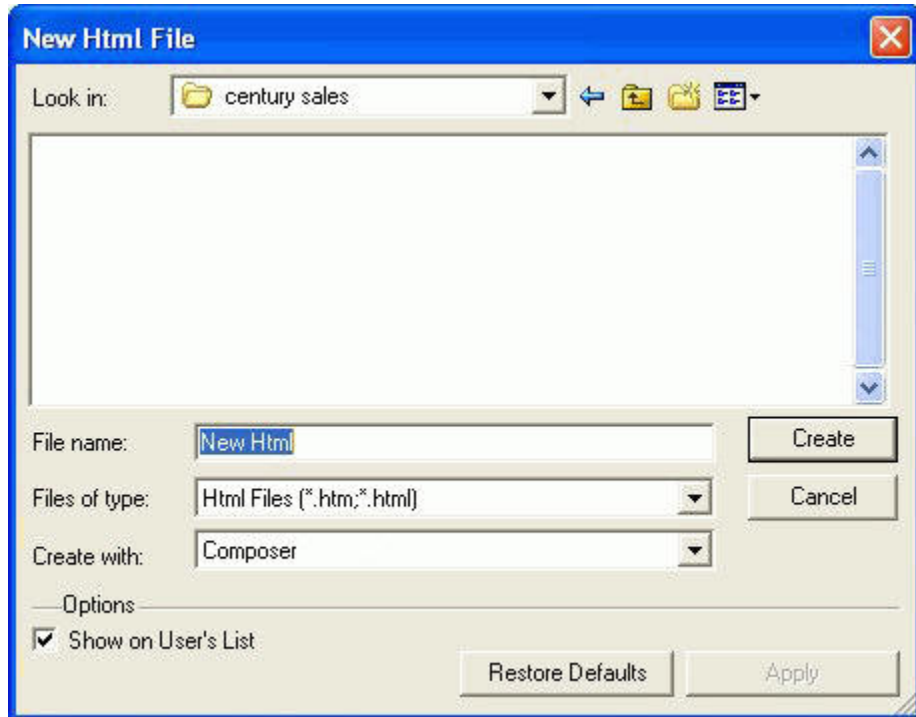 New Html File
Look in: century sales
File name: New Html Create
Files of type: Html Files (*.htm;*.html) Cancel
Create with: Composer
Options
Show on User's List
Restore Defaults Apply